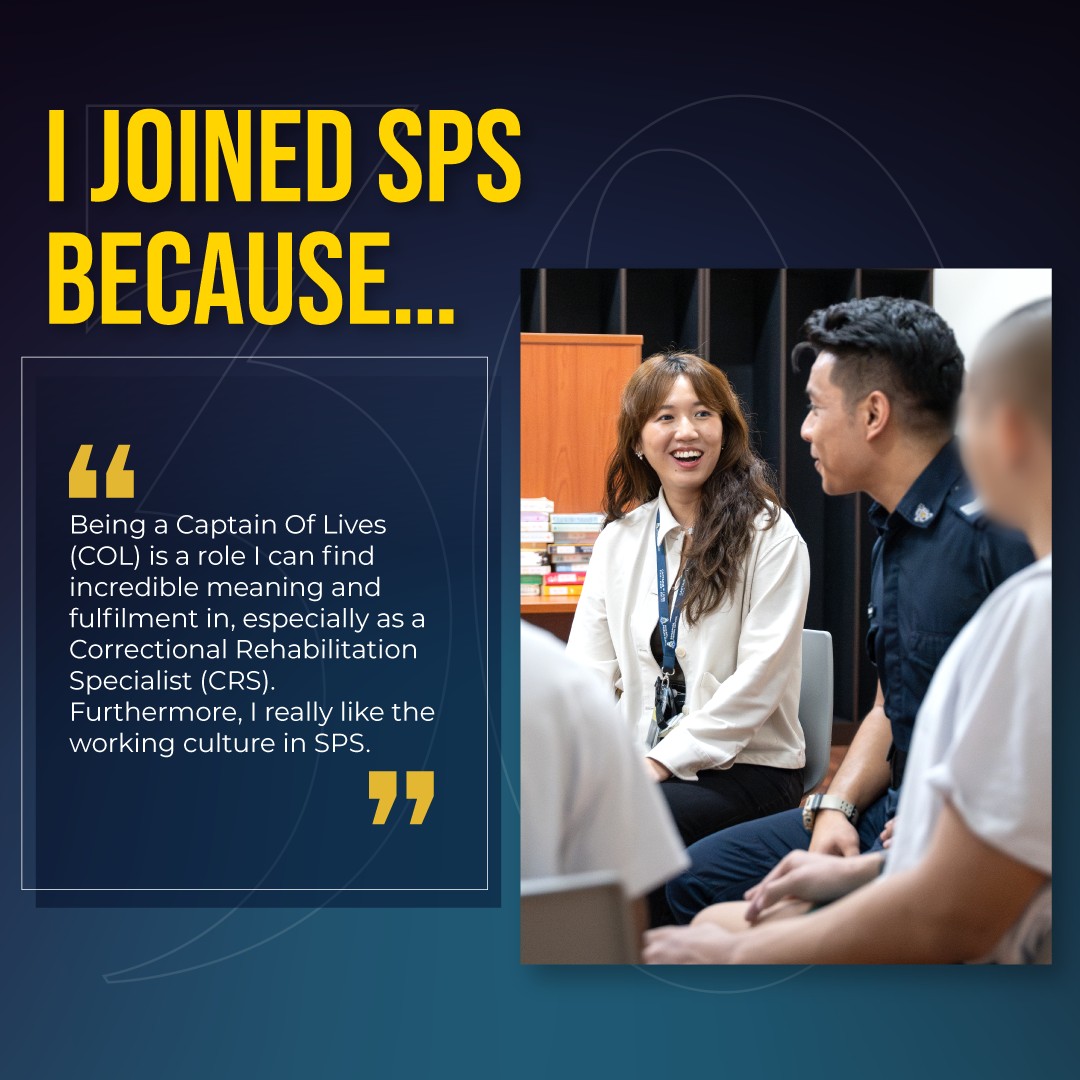 I JOINED SPS
BECAUSE...
“
Being a Captain Of Lives
(COL) is a role I can find
incredible meaning and
fulfilment in, especially as a
Correctional Rehabilitation
Specialist (CRS).
Furthermore, I really like the
working culture in SPS.
”